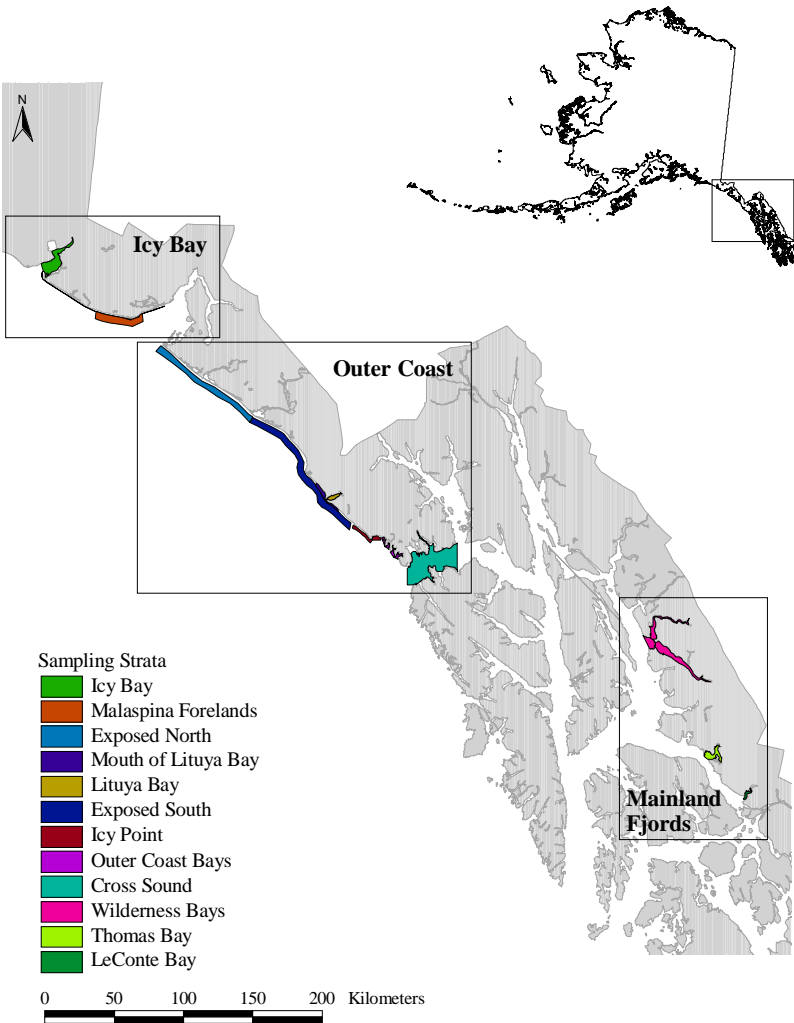 N
Icy Bay
Outer Coast
Mainland
Fjords
Sampling Strata
Icy Bay
Malaspina Forelands
Exposed North
Mouth of Lituya Bay
Lituya Bay
Exposed South
Icy Point
Outer Coast Bays
Cross Sound
Wilderness Bays
Thomas Bay
LeConte Bay
0 50 100 150 200 Kilometers